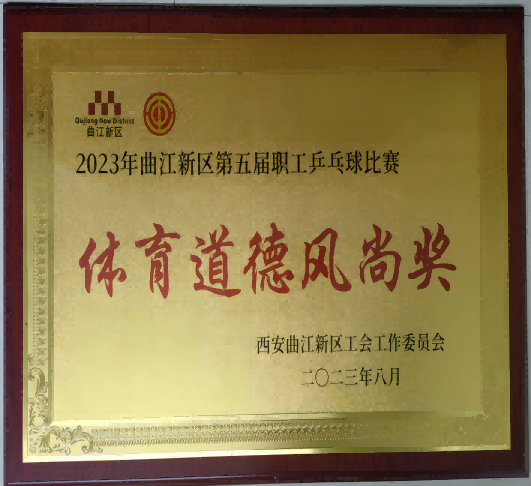 Qujiang New District
曲江新区
2023年曲江新区第五届职工乒乓球比赛
体育道德风尚奖
西安曲江新区工会工作委员会
二〇二三年八月